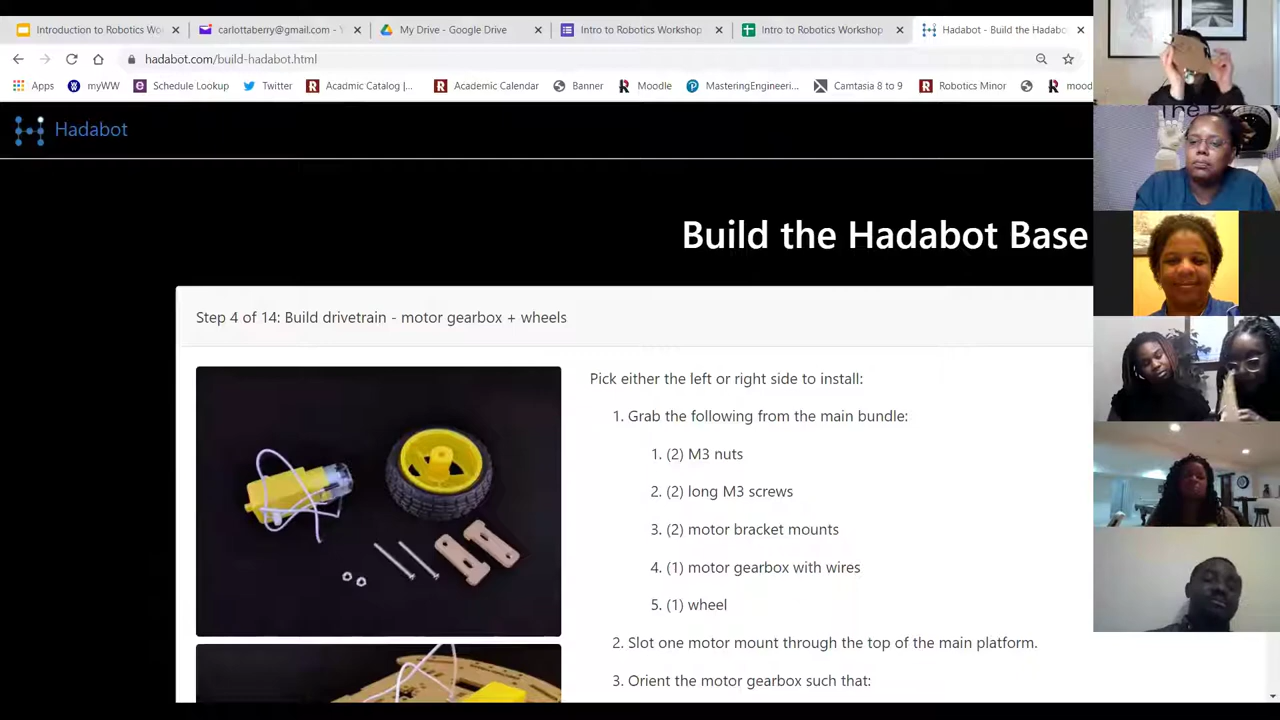 Introduction to Robotics Wo
carlottaberry@gmail.com - Y
My Drive - Google Drive
Intro to Robotics Workshop
Intro to Robotics Workshop
Hadabot - Build the Hadabo
hadabot.com/build-hadabot.html
Apps
myWW
Schedule Lookup
Twitter
Acadmic Catalog |...
Academic Calendar
Banner
Moodle
MasteringEngineeri...
Camtasia 8 to 9
Robotics Minor
mood
Hadabot
Build the Hadabot Base
Step 4 of 14: Build drivetrain - motor gearbox + wheels
Pick either the left or right side to install:
1. Grab the following from the main bundle:
1. (2) M3 nuts
2. (2) long M3 screws
3. (2) motor bracket mounts
4. (1) motor gearbox with wires
5. (1) wheel
2. Slot one motor mount through the top of the main platform.
3. Orient the motor gearbox such that: